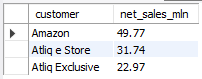 customer net_sales_mln
Amazon 49.77
Atliq e Store 31.74
Atliq Exclusive 22.97